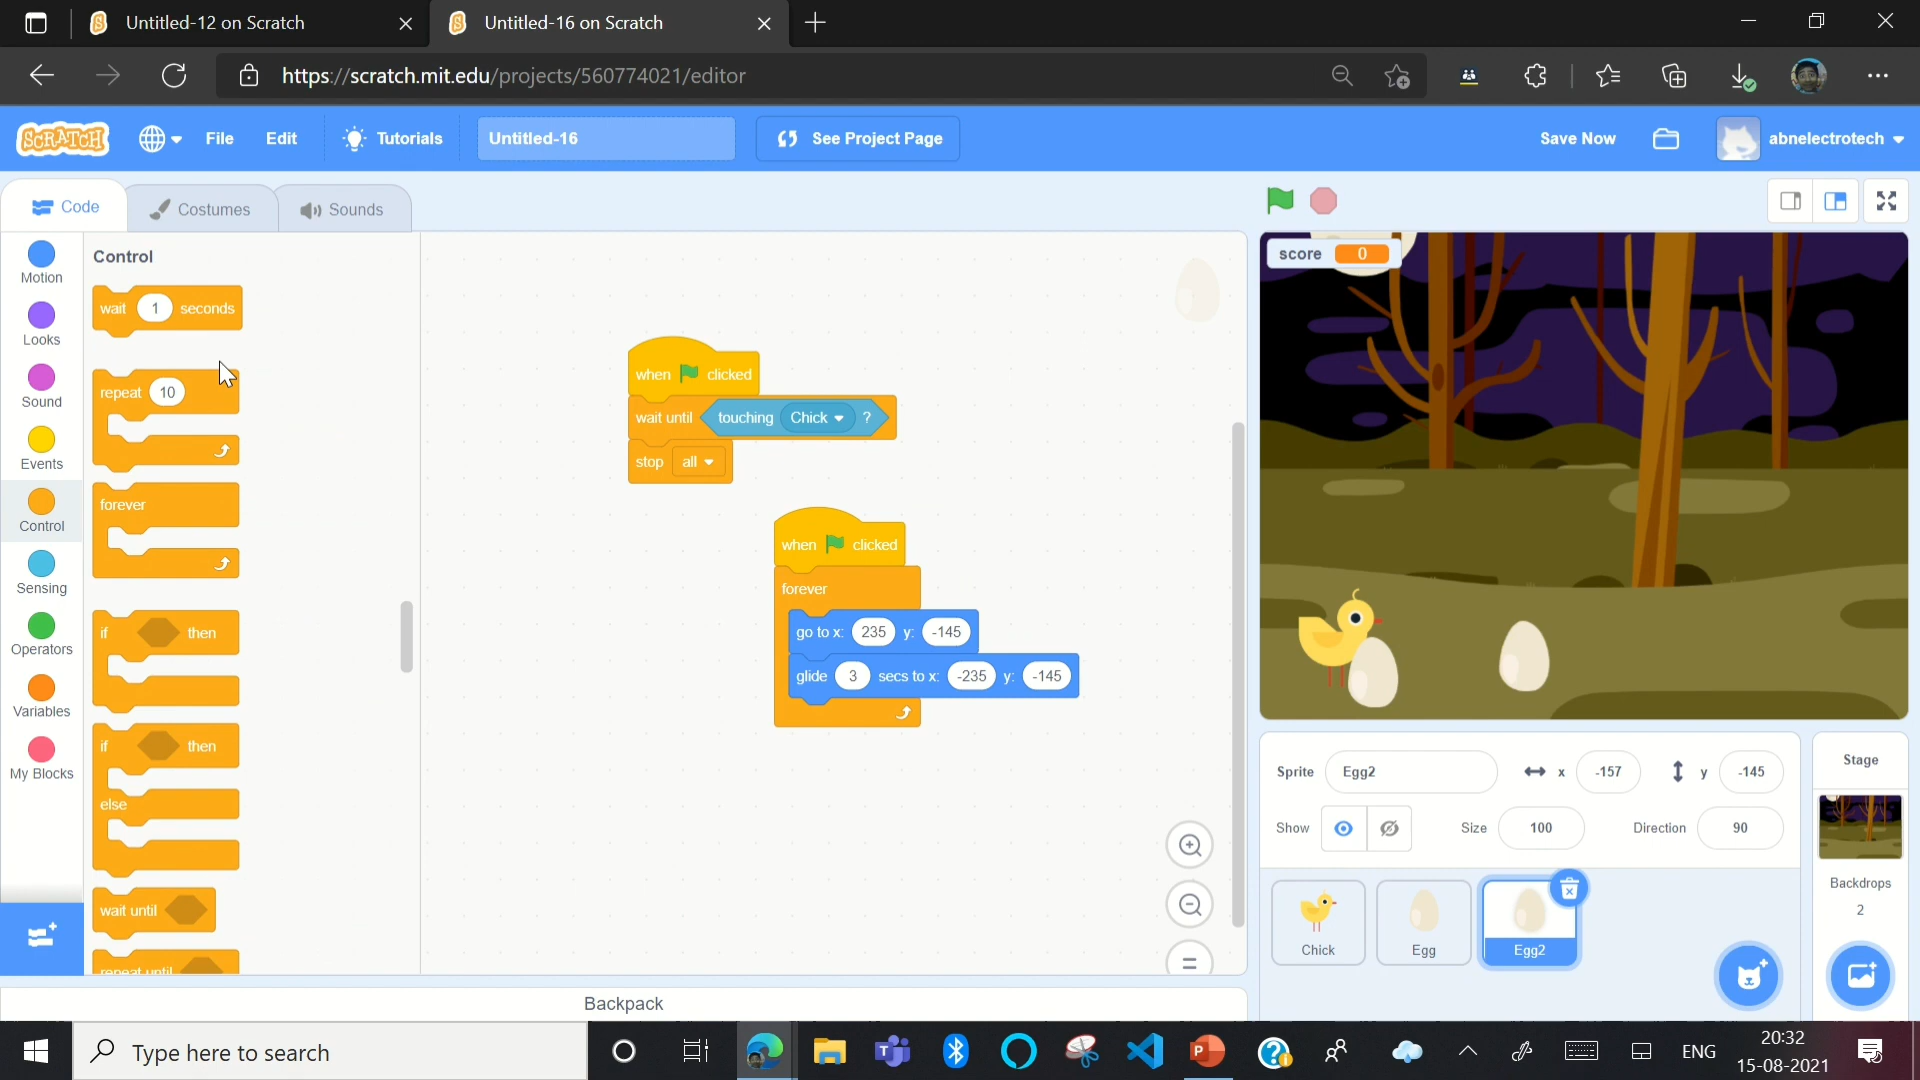 Untitled-12 on Scratch
Untitled-16 on Scratch
https://scratch.mit.edu/projects/560774021/editor
SCRATCH
File
Edit
Tutorials
Untitled-16
See Project Page
Save Now
abnelectrotech
Code
Costumes
Sounds
Motion
Looks
Sound
Events
Control
Sensing
Operators
Variables
My Blocks
Control
wait 1 seconds
repeat 10
forever
if then
if then
else
wait until
repeat until
when clicked
wait until touching Chick ?
stop all
when clicked
forever
go to x: 235 y: -145
glide 3 secs to x: -235 y: -145
Backpack
score 0
Sprite Egg2 x -157 y -145
Show Size 100 Direction 90
Chick
Egg
Egg2
Stage
Backdrops
2
Type here to search
ENG
20:32
15-08-2021